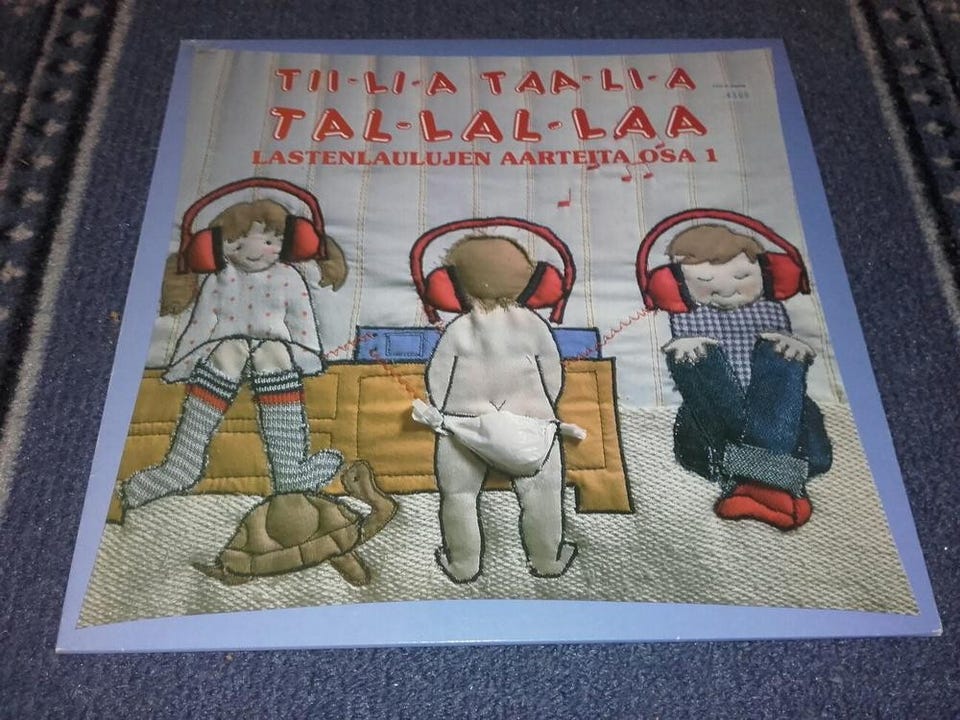 TII-LI-A TAA-LI-A
TAL-LAL-LAA
LASTENLAULUJEN AARTEITA OSA 1